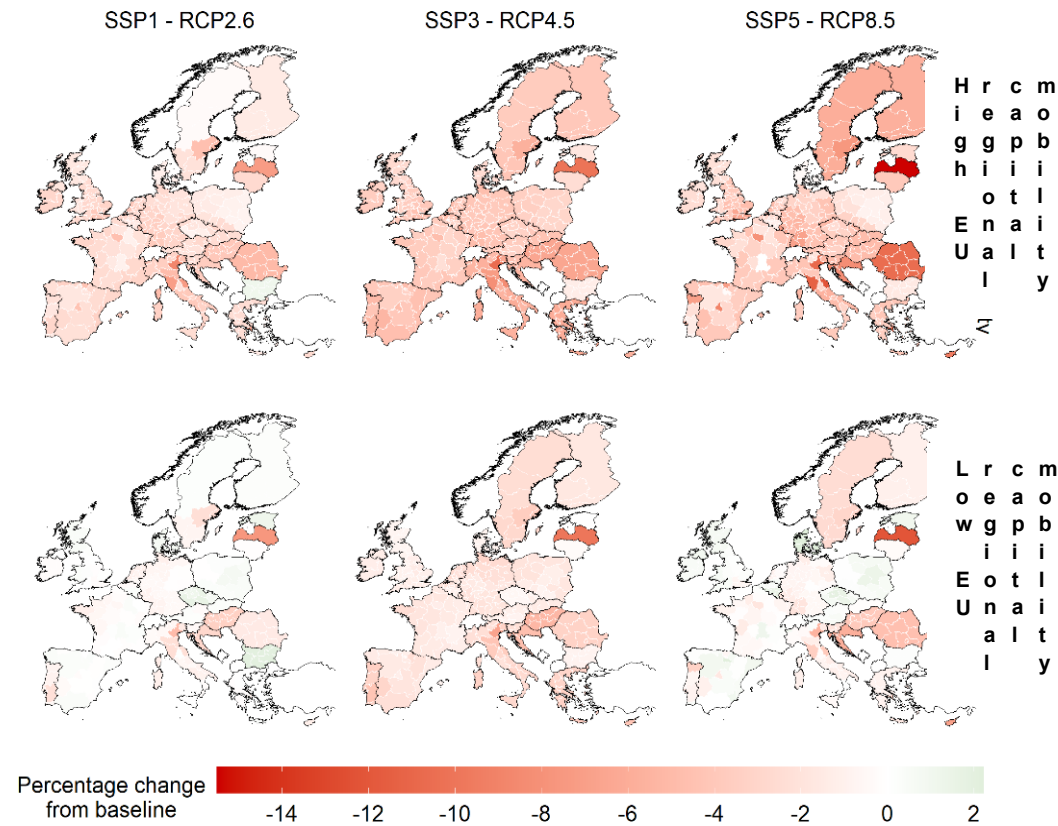 SSP1 - RCP2.6
SSP3 - RCP4.5
SSP5 - RCP8.5
High EU
regional
capital
mobility
Low EU
regional
capital
mobility
Percentage change
from baseline
-14 -12 -10 -8 -6 -4 -2 0 2